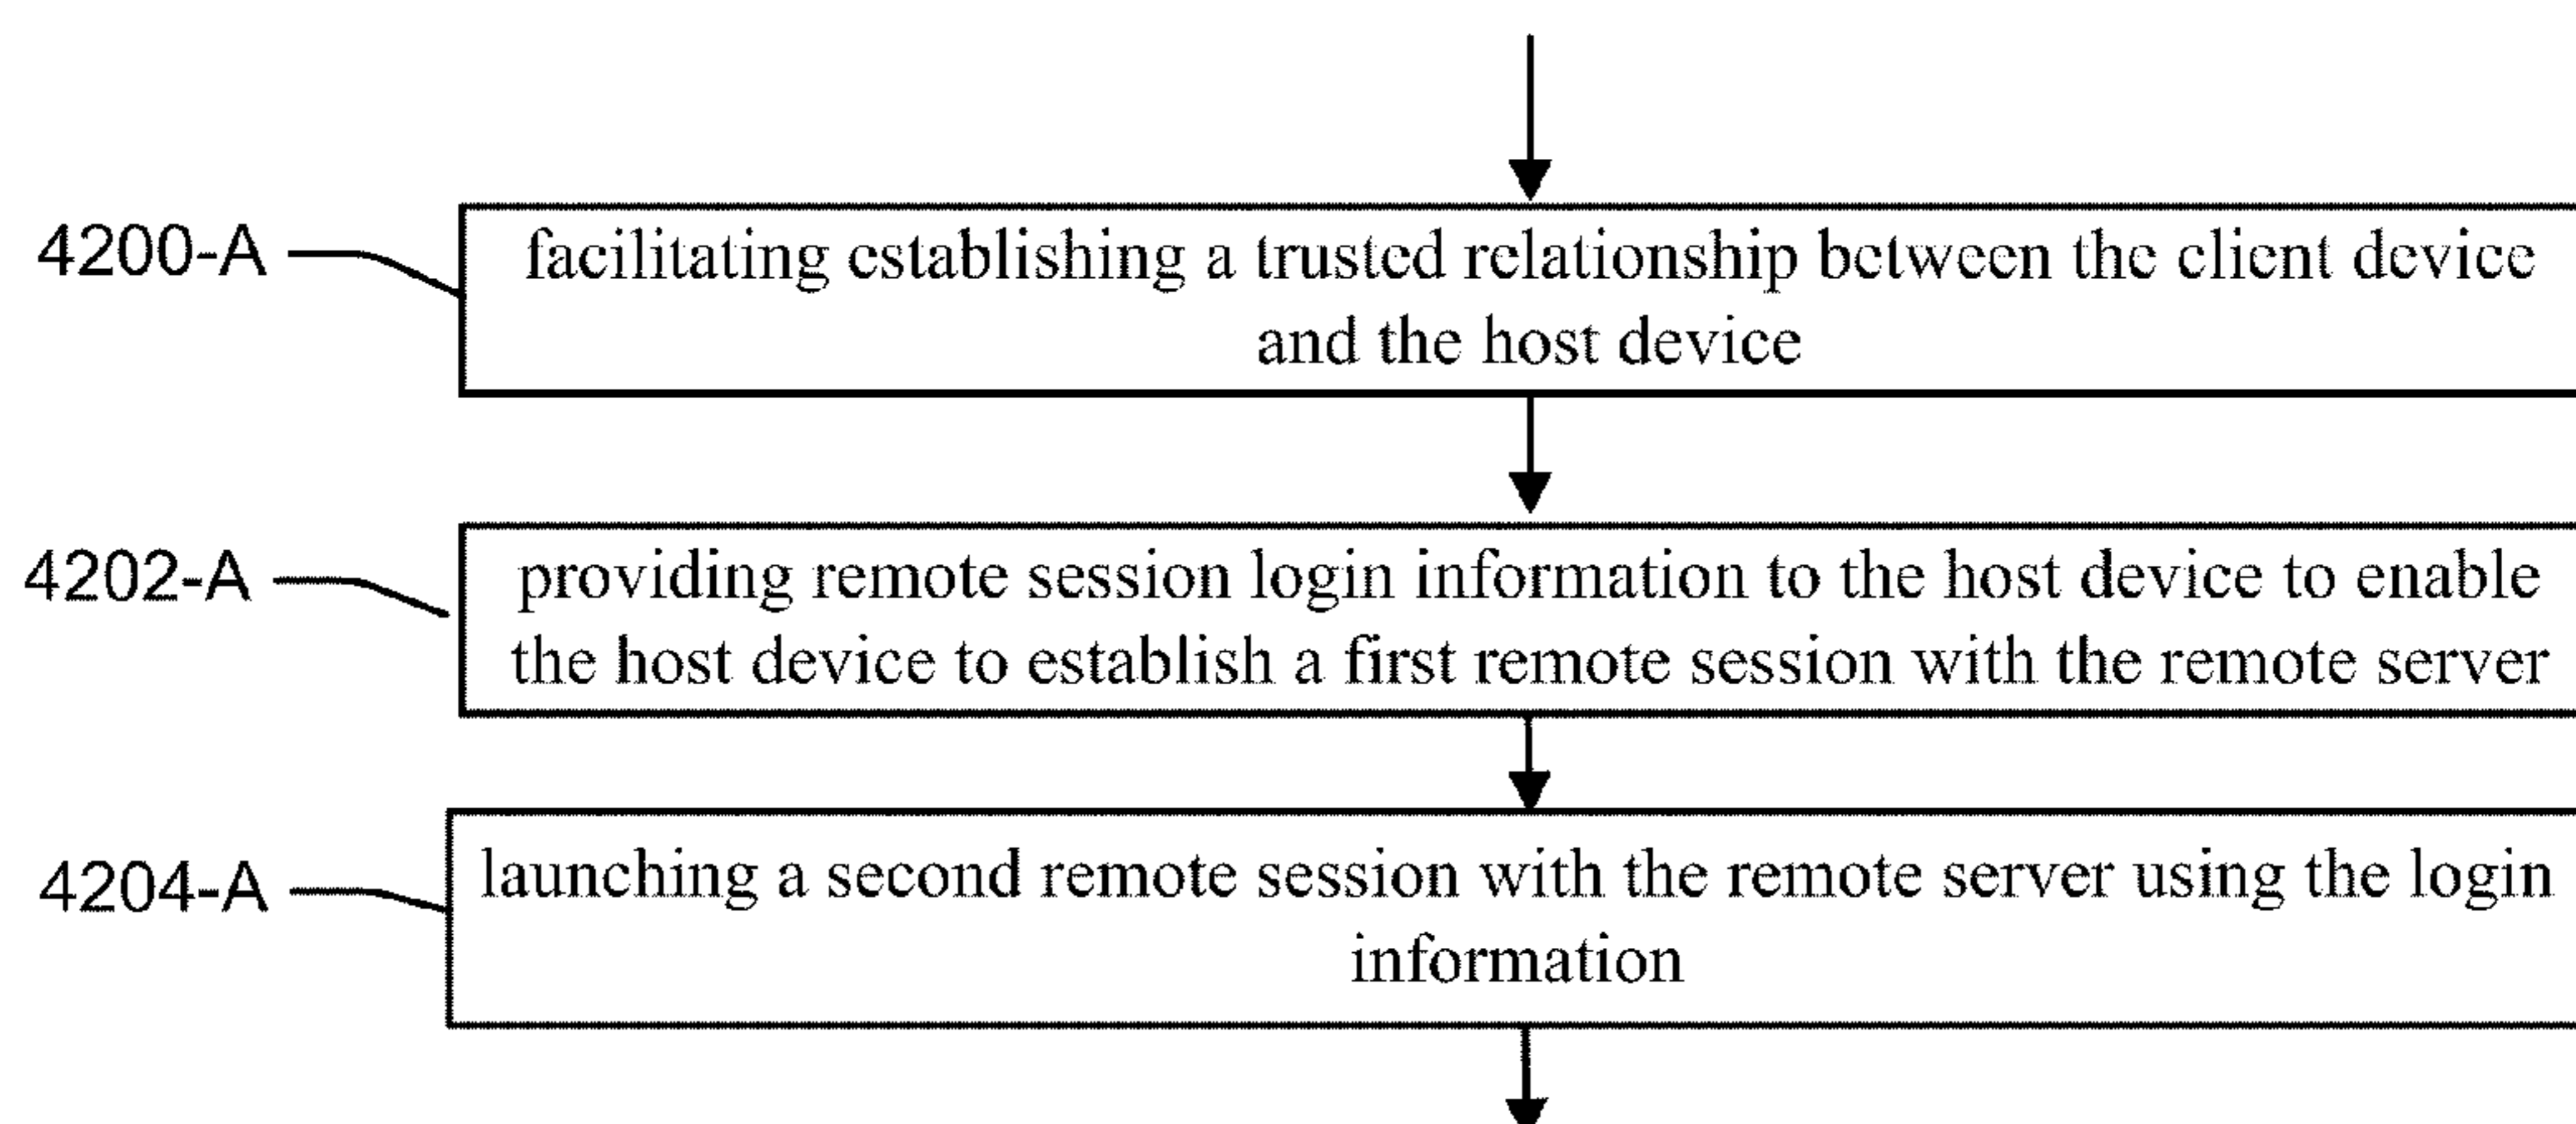 4200-A
facilitating establishing a trusted relationship between the client device
and the host device
4202-A
providing remote session login information to the host device to enable
the host device to establish a first remote session with the remote server
4204-A
launching a second remote session with the remote server using the login
information